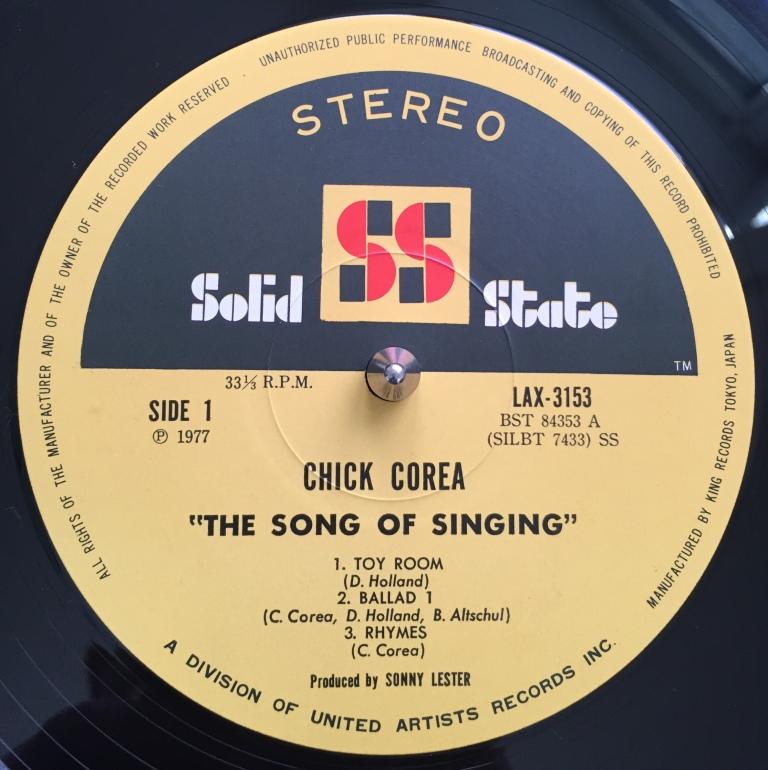 ALL RIGHTS OF THE MANUFACTURER AND OF THE OWNER OF THE RECORDED WORK RESERVED
UNAUTHORIZED PUBLIC PERFORMANCE BROADCASTING AND COPYING OF THIS RECORD PROHIBITED
STEREO
SS
Solid State
TM
33⅓ R.P.M.
SIDE 1
℗ 1977
LAX-3153
BST 84353 A
(SILBT 7433) SS
CHICK COREA
"THE SONG OF SINGING"
1. TOY ROOM
(D. Holland)
2. BALLAD 1
(C. Corea, D. Holland, B. Altschul)
3. RHYMES
(C. Corea)
Produced by SONNY LESTER
A DIVISION OF UNITED ARTISTS RECORDS INC.
MANUFACTURED BY KING RECORDS TOKYO, JAPAN